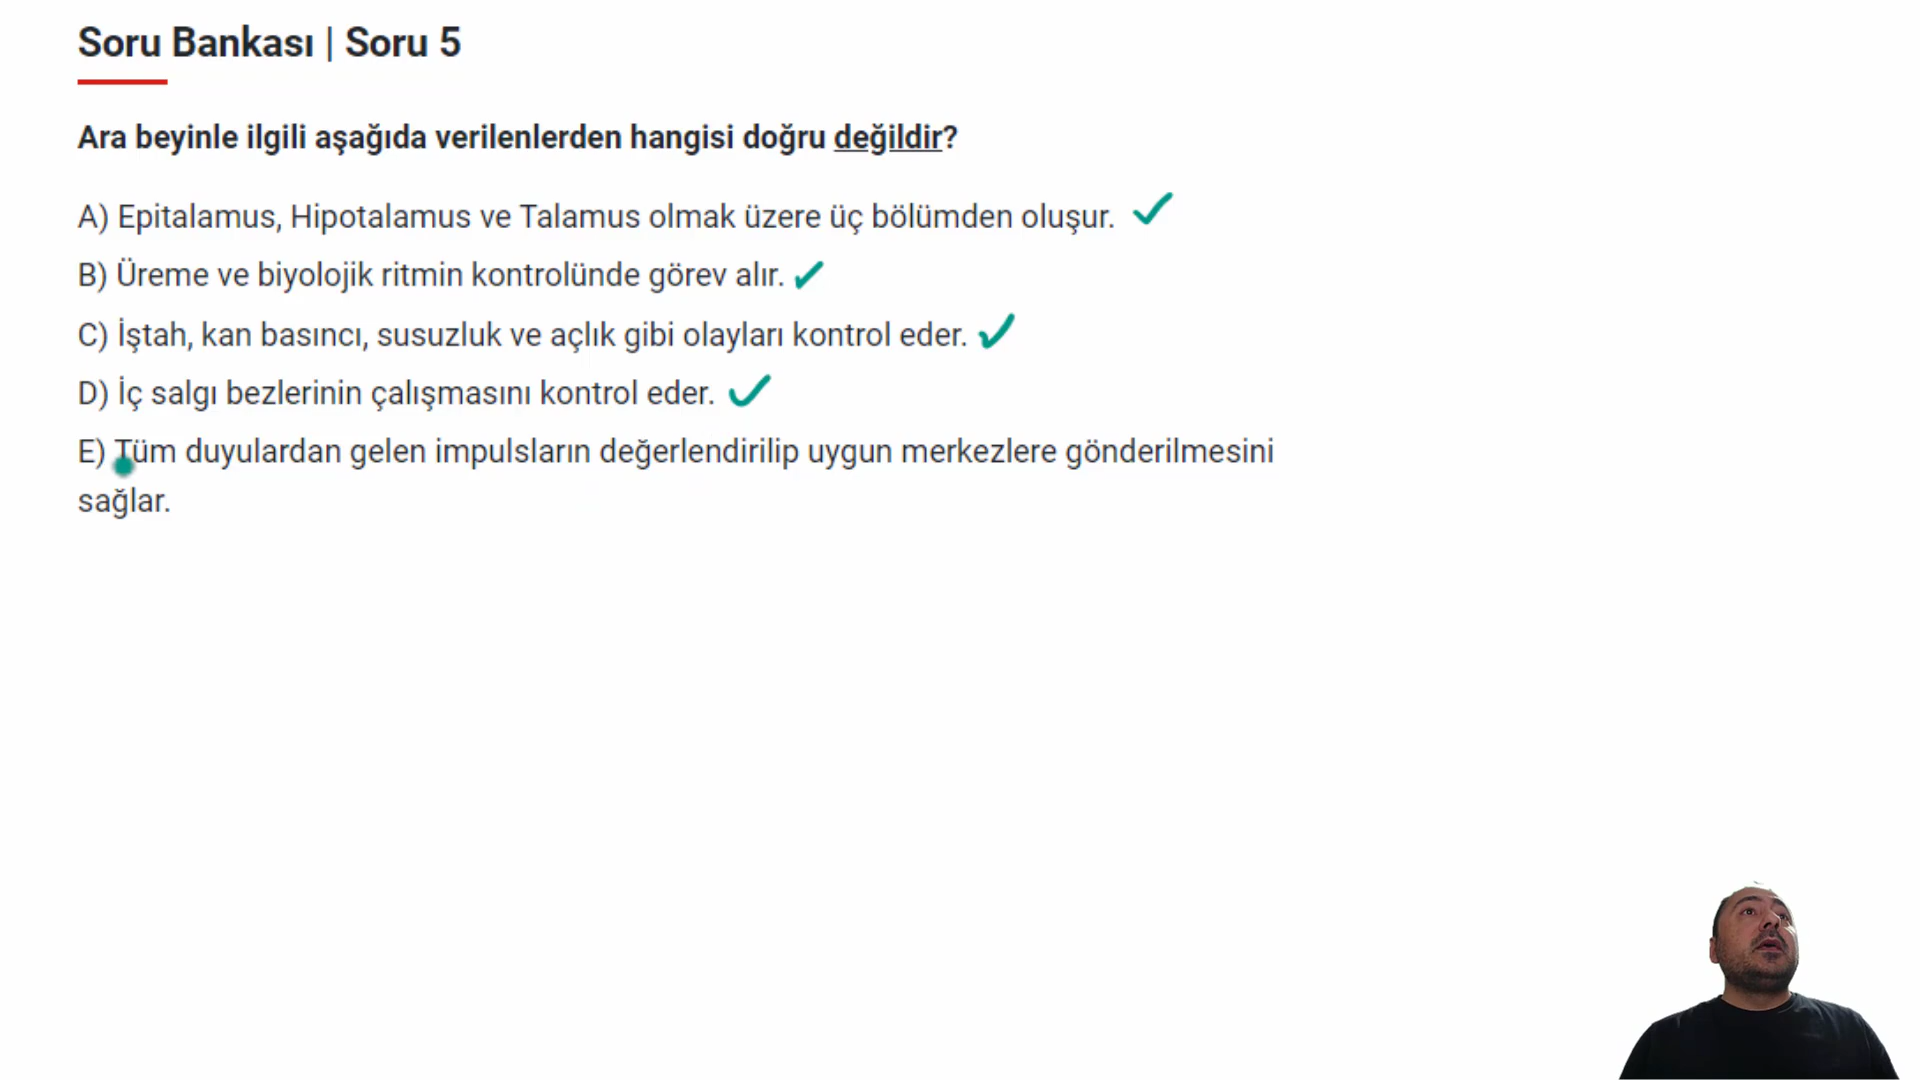 Soru Bankası | Soru 5
Ara beyinle ilgili aşağıda verilenlerden hangisi doğru değildir?
A) Epitalamus, Hipotalamus ve Talamus olmak üzere üç bölümden oluşur.
B) Üreme ve biyolojik ritmin kontrolünde görev alır.
C) İştah, kan basıncı, susuzluk ve açlık gibi olayları kontrol eder.
D) İç salgı bezlerinin çalışmasını kontrol eder.
E) Tüm duyulardan gelen impulsların değerlendirilip uygun merkezlere gönderilmesini
sağlar.